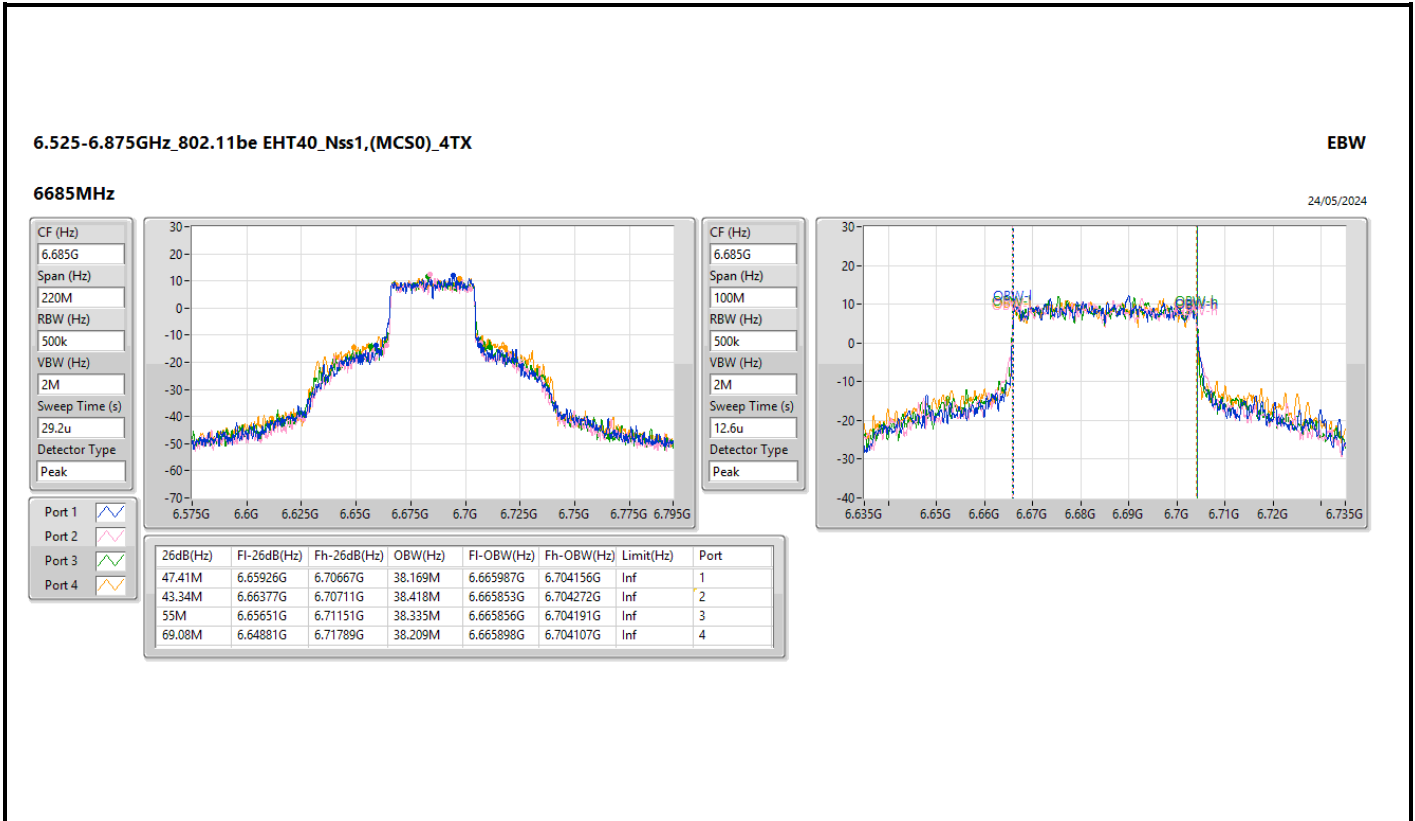 6.525-6.875GHz_802.11be EHT40_Nss1,(MCS0)_4TX
EBW
6685MHz
24/05/2024
CF (Hz)
6.685G
Span (Hz)
220M
RBW (Hz)
500k
VBW (Hz)
2M
Sweep Time (s)
29.2u
Detector Type
Peak
30
20
10
0
-10
-20
-30
-40
-50
-60
-70
6.575G 6.6G 6.625G 6.65G 6.675G 6.7G 6.725G 6.75G 6.775G 6.795G
CF (Hz)
6.685G
Span (Hz)
100M
RBW (Hz)
500k
VBW (Hz)
2M
Sweep Time (s)
12.6u
Detector Type
Peak
30
20
10
0
-10
-20
-30
-40
OBW-l
OBW-h
6.635G 6.65G 6.66G 6.67G 6.68G 6.69G 6.7G 6.71G 6.72G 6.735G
Port 1
Port 2
Port 3
Port 4
26dB(Hz) Fl-26dB(Hz) Fh-26dB(Hz) OBW(Hz) Fl-OBW(Hz) Fh-OBW(Hz) Limit(Hz) Port
47.41M 6.65926G 6.70667G 38.169M 6.665987G 6.704156G Inf 1
43.34M 6.66377G 6.70711G 38.418M 6.665853G 6.704272G Inf 2
55M 6.65651G 6.71151G 38.335M 6.665856G 6.704191G Inf 3
69.08M 6.64881G 6.71789G 38.209M 6.665898G 6.704107G Inf 4